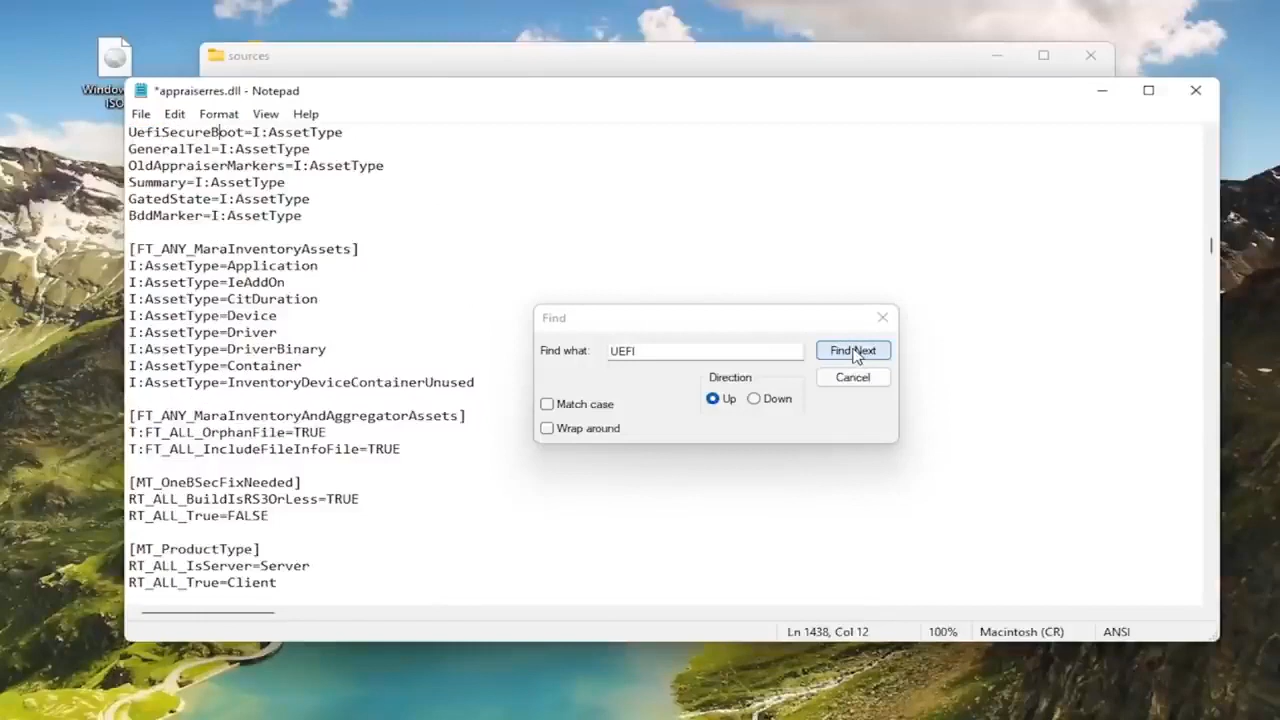 sources
Windows
ISO
*appraiserres.dll - Notepad
File Edit Format View Help
UefiSecureBoot=I:AssetType
GeneralTel=I:AssetType
OldAppraiserMarkers=I:AssetType
Summary=I:AssetType
GatedState=I:AssetType
BddMarker=I:AssetType
[FT_ANY_MaraInventoryAssets]
I:AssetType=Application
I:AssetType=IeAddOn
I:AssetType=CitDuration
I:AssetType=Device
I:AssetType=Driver
I:AssetType=DriverBinary
I:AssetType=Container
I:AssetType=InventoryDeviceContainerUnused
[FT_ANY_MaraInventoryAndAggregatorAssets]
T:FT_ALL_OrphanFile=TRUE
T:FT_ALL_IncludeFileInfoFile=TRUE
[MT_OneBSecFixNeeded]
RT_ALL_BuildIsRS3OrLess=TRUE
RT_ALL_True=FALSE
[MT_ProductType]
RT_ALL_IsServer=Server
RT_ALL_True=Client
Find
Find what: UEFI Find Next
Direction Cancel
Up Down
Match case
Wrap around
Ln 1438, Col 12 100% Macintosh (CR) ANSI